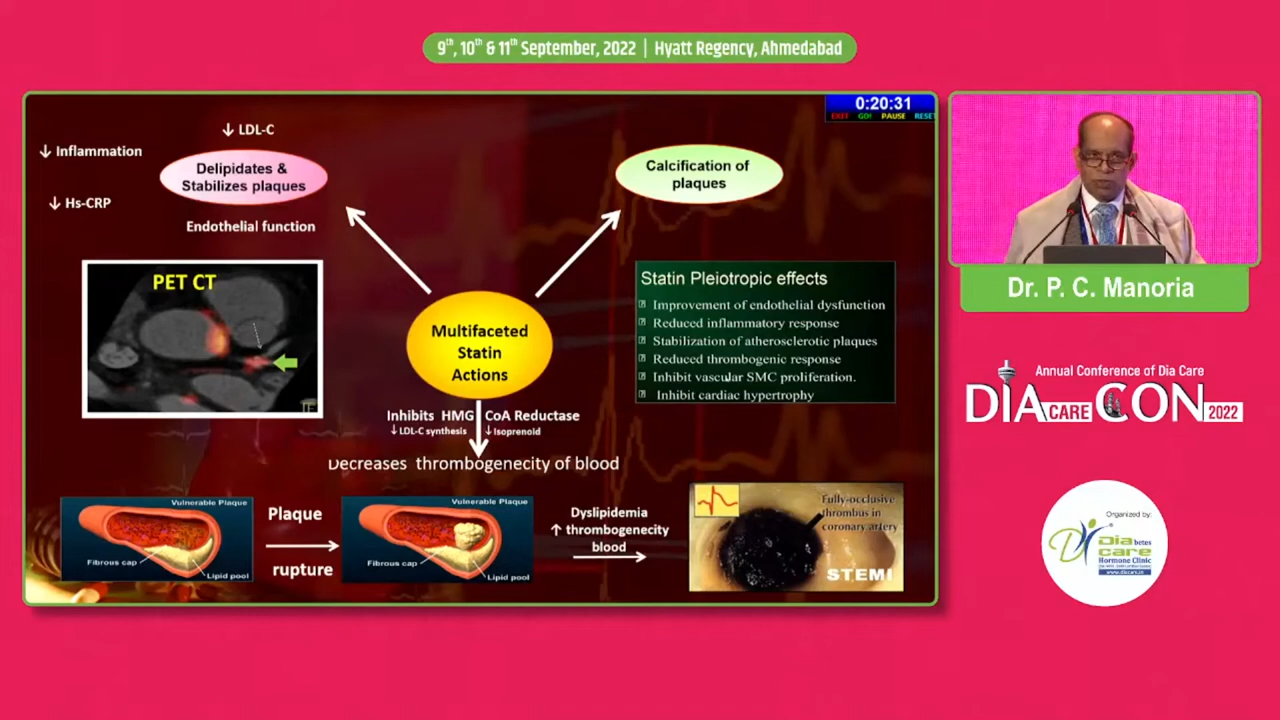 9th, 10th & 11th September, 2022 | Hyatt Regency, Ahmedabad
0:20:31
EXIT GO! PAUSE RESET
↓ LDL-C
↓ Inflammation
Delipidates &
Stabilizes plaques
↓ Hs-CRP
Endothelial function
Calcification of
plaques
PET CT
Multifaceted
Statin
Actions
Statin Pleiotropic effects
Improvement of endothelial dysfunction
Reduced inflammatory response
Stabilization of atherosclerotic plaques
Reduced thrombogenic response
Inhibit vascular SMC proliferation.
Inhibit cardiac hypertrophy
Inhibits HMG CoA Reductase
↓LDL-C synthesis ↓Isoprenoid
Decreases thrombogenecity of blood
Vulnerable Plaque
Fibrous cap
Lipid pool
Plaque
rupture
Vulnerable Plaque
Fibrous cap
Lipid pool
Dyslipidemia
↑ thrombogenecity
blood
Fully-occlusive
thrombus in
coronary artery
STEMI
Dr. P. C. Manoria
Annual Conference of Dia Care
DIA CARE CON 2022
Organized by:
Diabetes
care
Hormone Clinic